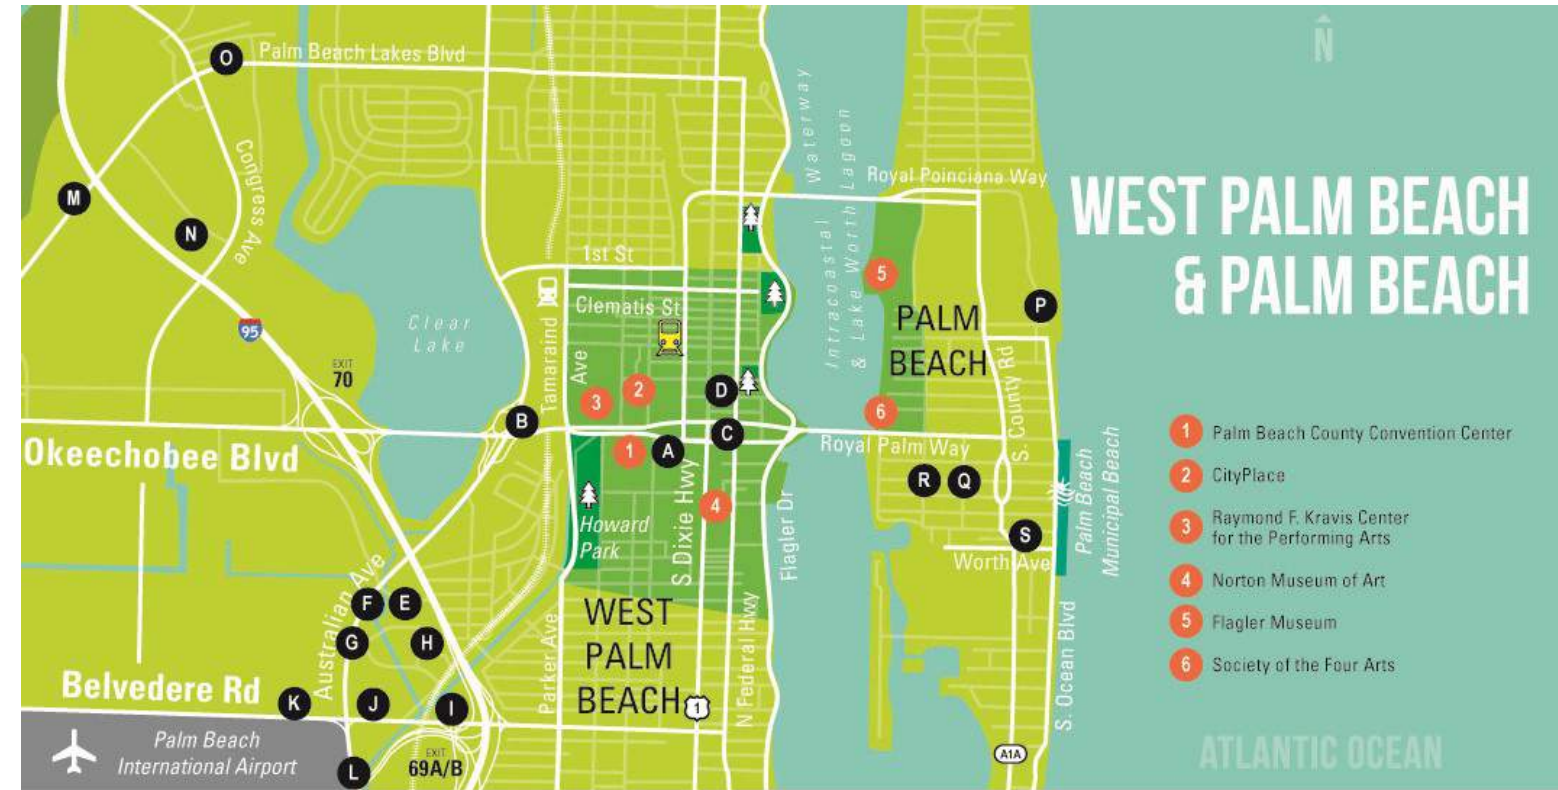 N
WEST PALM BEACH
& PALM BEACH
O
Palm Beach Lakes Blvd
Congress Ave
M
N
Waterway
Intracoastal
& Lake Worth Lagoon
Royal Poinciana Way
1st St
Clematis St
5
PALM
BEACH
P
95
Clear
Lake
EXIT
70
Tamaraind
Ave
3
2
D
B
1
A
C
6
Royal Palm Way
S. County Rd
Okeechobee Blvd
R
Q
4
Howard
Park
S Dixie Hwy
Flagler Dr
S
Worth Ave
Palm Beach
Municipal Beach
Australian Ave
F
E
G
H
WEST
PALM
BEACH
Parker Ave
N Federal Hwy
S. Ocean Blvd
Belvedere Rd
K
J
I
1
Palm Beach
International Airport
L
EXIT
69A/B
A1A
1 Palm Beach County Convention Center
2 CityPlace
3 Raymond F. Kravis Center
for the Performing Arts
4 Norton Museum of Art
5 Flagler Museum
6 Society of the Four Arts
ATLANTIC OCEAN